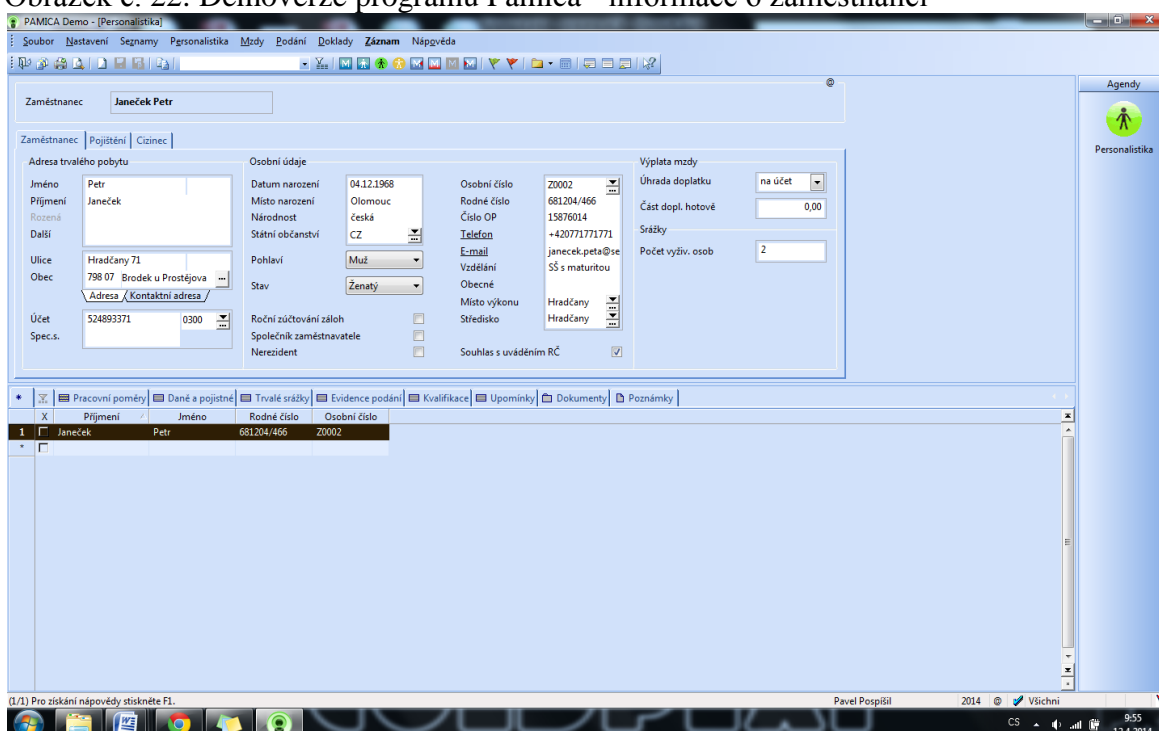 Obrázek č. 22: Demoverze programu Pamica - informace o zaměstnanci
PAMICA Demo - [Personalistika]
Soubor Nastavení Seznamy Personalistika Mzdy Podání Doklady Záznam Nápověda
@
Zaměstnanec Janeček Petr
Zaměstnanec Pojištění Cizinec
Adresa trvalého pobytu
Jméno Petr
Příjmení Janeček
Rozená
Další
Ulice Hradčany 71
Obec 798 07 Brodek u Prostějova
Adresa Kontaktní adresa
Účet 524893371 0300
Spec.s.
Osobní údaje
Datum narození 04.12.1968
Místo narození Olomouc
Národnost česká
Státní občanství CZ
Pohlaví Muž
Stav Ženatý
Roční zúčtování záloh
Společník zaměstnavatele
Nerezident
Osobní číslo Z0002
Rodné číslo 681204/466
Číslo OP 15876014
Telefon +420771771771
E-mail janecek.peta@se
Vzdělání SŠ s maturitou
Obecné
Místo výkonu Hradčany
Středisko Hradčany
Souhlas s uváděním RČ
Výplata mzdy
Úhrada doplatku na účet
Část dopl. hotově 0,00
Srážky
Počet vyživ. osob 2
Agendy
Personalistika
* Pracovní poměry Daně a pojistné Trvalé srážky Evidence podání Kvalifikace Upomínky Dokumenty Poznámky
X Příjmení Jméno Rodné číslo Osobní číslo
1 Janeček Petr 681204/466 Z0002
*
(1/1) Pro získání nápovědy stiskněte F1. Pavel Pospíšil 2014 @ Všichni
CS 9:55
12.4.2014